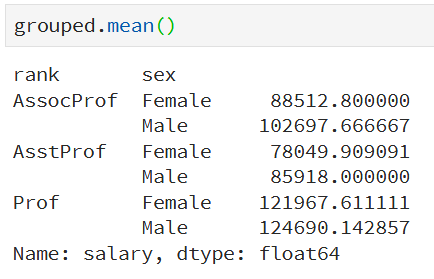 grouped.mean()
rank       sex
AssocProf  Female     88512.800000
           Male      102697.666667
AsstProf   Female     78049.909091
           Male       85918.000000
Prof       Female    121967.611111
           Male      124690.142857
Name: salary, dtype: float64